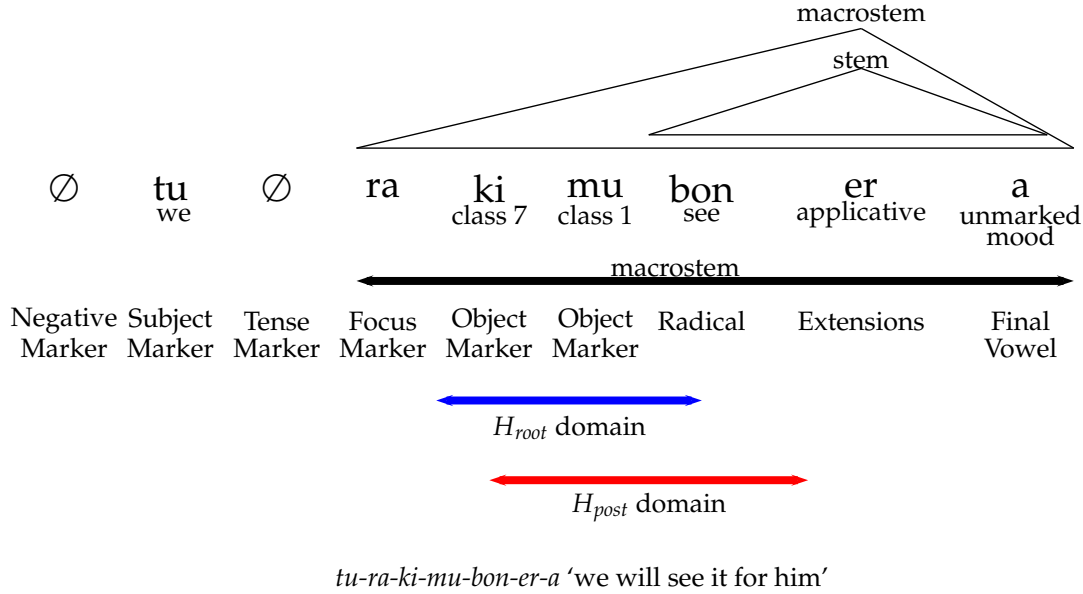 macrostem
stem
∅ tu ∅ ra ki mu bon er a
we class 7 class 1 see applicative unmarked
mood
macrostem
Negative Subject Tense Focus Object Object Radical Extensions Final
Marker Marker Marker Marker Marker Marker Vowel
H_root domain
H_post domain
tu-ra-ki-mu-bon-er-a ‘we will see it for him’